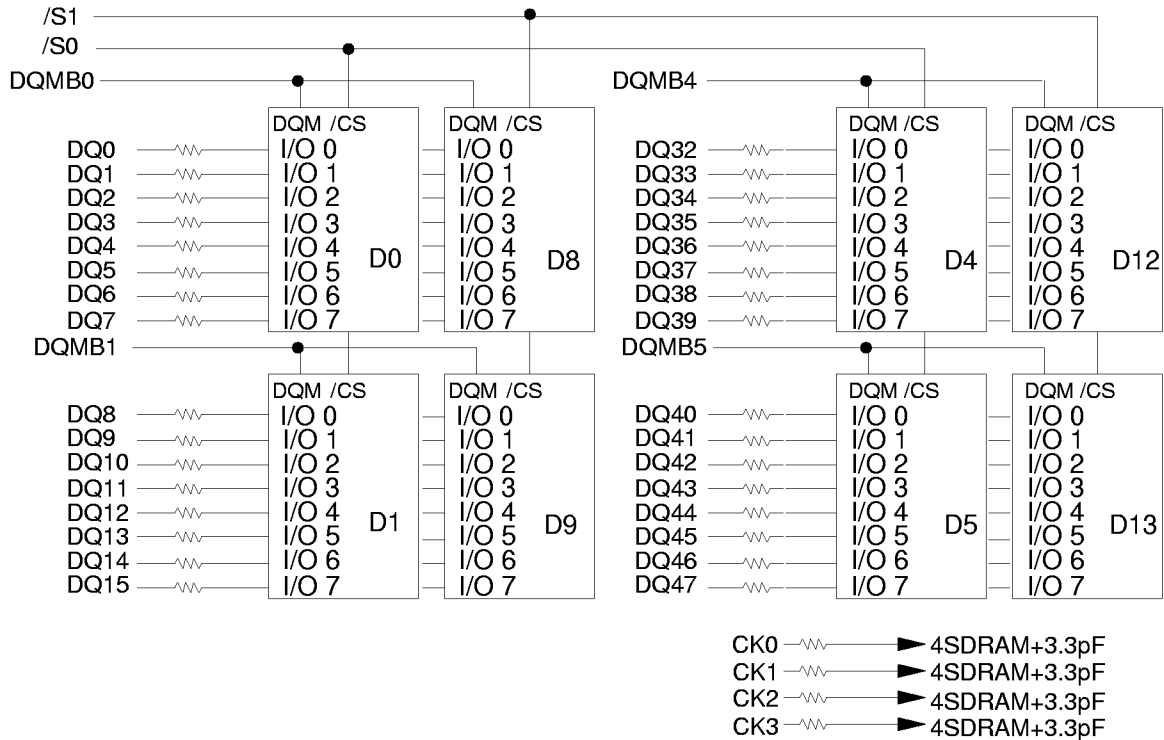 /S1
/S0
DQMB0 DQMB4
DQM /CS DQM /CS DQM /CS DQM /CS
DQ0 I/O 0 I/O 0 DQ32 I/O 0 I/O 0
DQ1 I/O 1 I/O 1 DQ33 I/O 1 I/O 1
DQ2 I/O 2 I/O 2 DQ34 I/O 2 I/O 2
DQ3 I/O 3 I/O 3 DQ35 I/O 3 I/O 3
DQ4 I/O 4 D0 I/O 4 D8 DQ36 I/O 4 D4 I/O 4 D12
DQ5 I/O 5 I/O 5 DQ37 I/O 5 I/O 5
DQ6 I/O 6 I/O 6 DQ38 I/O 6 I/O 6
DQ7 I/O 7 I/O 7 DQ39 I/O 7 I/O 7
DQMB1 DQMB5
DQM /CS DQM /CS DQM /CS DQM /CS
DQ8 I/O 0 I/O 0 DQ40 I/O 0 I/O 0
DQ9 I/O 1 I/O 1 DQ41 I/O 1 I/O 1
DQ10 I/O 2 I/O 2 DQ42 I/O 2 I/O 2
DQ11 I/O 3 I/O 3 DQ43 I/O 3 I/O 3
DQ12 I/O 4 D1 I/O 4 D9 DQ44 I/O 4 D5 I/O 4 D13
DQ13 I/O 5 I/O 5 DQ45 I/O 5 I/O 5
DQ14 I/O 6 I/O 6 DQ46 I/O 6 I/O 6
DQ15 I/O 7 I/O 7 DQ47 I/O 7 I/O 7
CK0 4SDRAM+3.3pF
CK1 4SDRAM+3.3pF
CK2 4SDRAM+3.3pF
CK3 4SDRAM+3.3pF